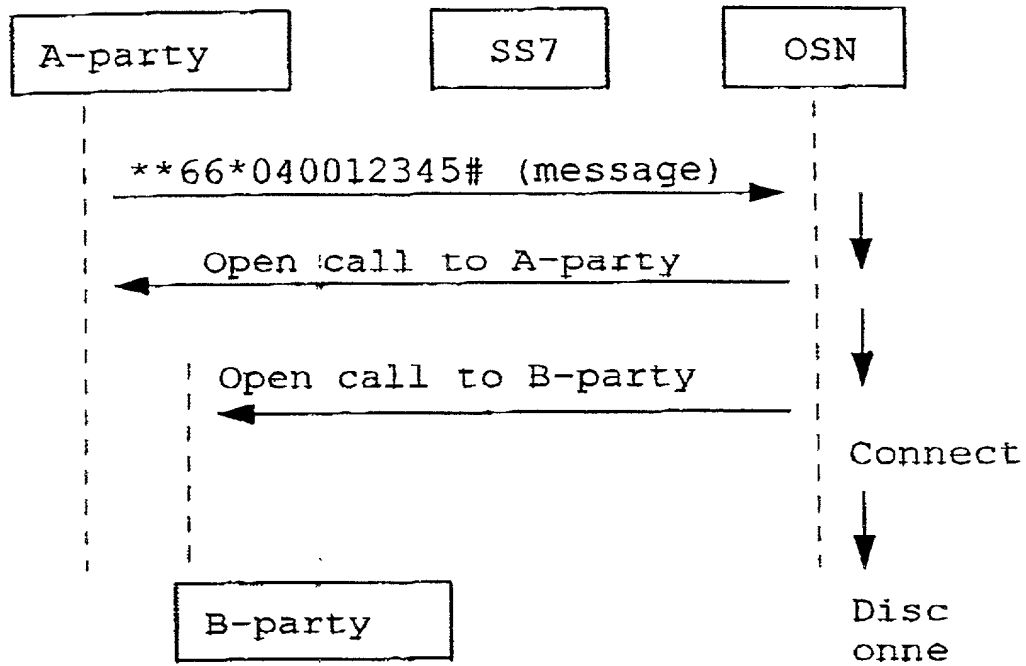 A-party
SS7
OSN
**66*040012345# (message)
Open call to A-party
Open call to B-party
Connect
B-party
Disc
onne